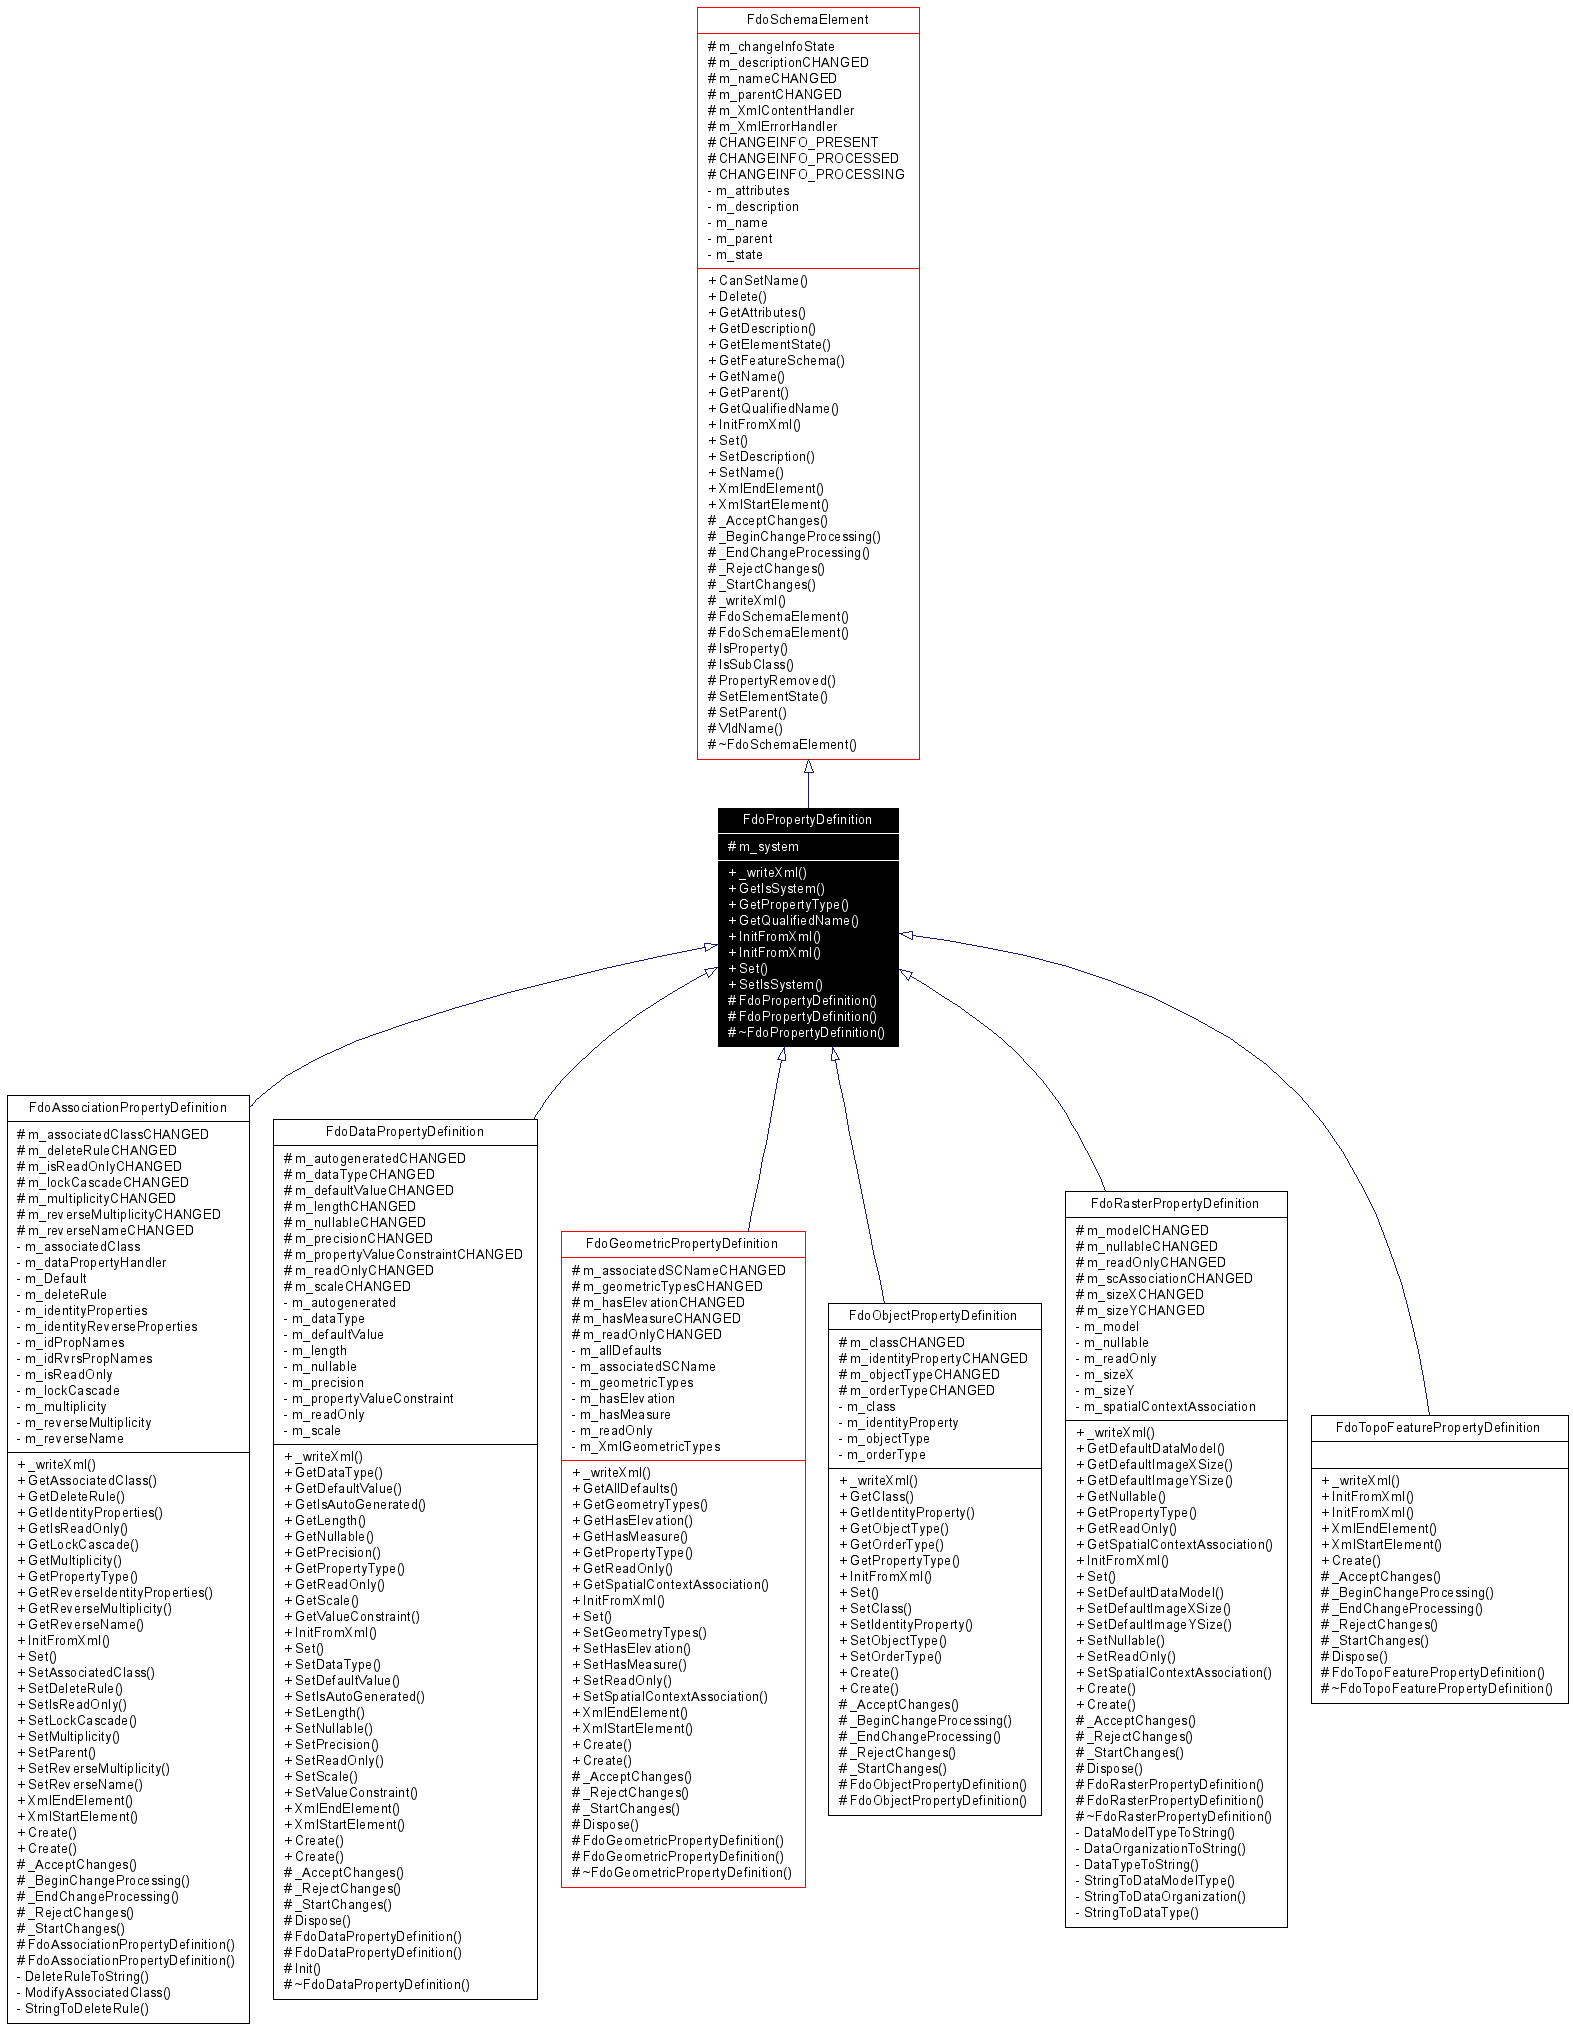 FdoSchemaElement
# m_changeInfoState
# m_descriptionCHANGED
# m_nameCHANGED
# m_parentCHANGED
# m_XmlContentHandler
# m_XmlErrorHandler
# CHANGEINFO_PRESENT
# CHANGEINFO_PROCESSED
# CHANGEINFO_PROCESSING
- m_attributes
- m_description
- m_name
- m_parent
- m_state
+ CanSetName()
+ Delete()
+ GetAttributes()
+ GetDescription()
+ GetElementState()
+ GetFeatureSchema()
+ GetName()
+ GetParent()
+ GetQualifiedName()
+ InitFromXml()
+ Set()
+ SetDescription()
+ SetName()
+ XmlEndElement()
+ XmlStartElement()
# _AcceptChanges()
# _BeginChangeProcessing()
# _EndChangeProcessing()
# _RejectChanges()
# _StartChanges()
# _writeXml()
# FdoSchemaElement()
# FdoSchemaElement()
# IsProperty()
# IsSubClass()
# PropertyRemoved()
# SetElementState()
# SetParent()
# VldName()
# ~FdoSchemaElement()
FdoPropertyDefinition
# m_system
+ _writeXml()
+ GetIsSystem()
+ GetPropertyType()
+ GetQualifiedName()
+ InitFromXml()
+ InitFromXml()
+ Set()
+ SetIsSystem()
# FdoPropertyDefinition()
# FdoPropertyDefinition()
# ~FdoPropertyDefinition()
FdoAssociationPropertyDefinition
# m_associatedClassCHANGED
# m_deleteRuleCHANGED
# m_isReadOnlyCHANGED
# m_lockCascadeCHANGED
# m_multiplicityCHANGED
# m_reverseMultiplicityCHANGED
# m_reverseNameCHANGED
- m_associatedClass
- m_dataPropertyHandler
- m_Default
- m_deleteRule
- m_identityProperties
- m_identityReverseProperties
- m_idPropNames
- m_idRvrsPropNames
- m_isReadOnly
- m_lockCascade
- m_multiplicity
- m_reverseMultiplicity
- m_reverseName
+ _writeXml()
+ GetAssociatedClass()
+ GetDeleteRule()
+ GetIdentityProperties()
+ GetIsReadOnly()
+ GetLockCascade()
+ GetMultiplicity()
+ GetPropertyType()
+ GetReverseIdentityProperties()
+ GetReverseMultiplicity()
+ GetReverseName()
+ InitFromXml()
+ Set()
+ SetAssociatedClass()
+ SetDeleteRule()
+ SetIsReadOnly()
+ SetLockCascade()
+ SetMultiplicity()
+ SetParent()
+ SetReverseMultiplicity()
+ SetReverseName()
+ XmlEndElement()
+ XmlStartElement()
+ Create()
+ Create()
# _AcceptChanges()
# _BeginChangeProcessing()
# _EndChangeProcessing()
# _RejectChanges()
# _StartChanges()
# FdoAssociationPropertyDefinition()
# FdoAssociationPropertyDefinition()
- DeleteRuleToString()
- ModifyAssociatedClass()
- StringToDeleteRule()
FdoDataPropertyDefinition
# m_autogeneratedCHANGED
# m_dataTypeCHANGED
# m_defaultValueCHANGED
# m_lengthCHANGED
# m_nullableCHANGED
# m_precisionCHANGED
# m_propertyValueConstraintCHANGED
# m_readOnlyCHANGED
# m_scaleCHANGED
- m_autogenerated
- m_dataType
- m_defaultValue
- m_length
- m_nullable
- m_precision
- m_propertyValueConstraint
- m_readOnly
- m_scale
+ _writeXml()
+ GetDataType()
+ GetDefaultValue()
+ GetIsAutoGenerated()
+ GetLength()
+ GetNullable()
+ GetPrecision()
+ GetPropertyType()
+ GetReadOnly()
+ GetScale()
+ GetValueConstraint()
+ InitFromXml()
+ Set()
+ SetDataType()
+ SetDefaultValue()
+ SetIsAutoGenerated()
+ SetLength()
+ SetNullable()
+ SetPrecision()
+ SetReadOnly()
+ SetScale()
+ SetValueConstraint()
+ XmlEndElement()
+ XmlStartElement()
+ Create()
+ Create()
# _AcceptChanges()
# _RejectChanges()
# _StartChanges()
# Dispose()
# FdoDataPropertyDefinition()
# FdoDataPropertyDefinition()
# Init()
# ~FdoDataPropertyDefinition()
FdoGeometricPropertyDefinition
# m_associatedSCNameCHANGED
# m_geometricTypesCHANGED
# m_hasElevationCHANGED
# m_hasMeasureCHANGED
# m_readOnlyCHANGED
- m_allDefaults
- m_associatedSCName
- m_geometricTypes
- m_hasElevation
- m_hasMeasure
- m_readOnly
- m_XmlGeometricTypes
+ _writeXml()
+ GetAllDefaults()
+ GetGeometryTypes()
+ GetHasElevation()
+ GetHasMeasure()
+ GetPropertyType()
+ GetReadOnly()
+ GetSpatialContextAssociation()
+ InitFromXml()
+ Set()
+ SetGeometryTypes()
+ SetHasElevation()
+ SetHasMeasure()
+ SetReadOnly()
+ SetSpatialContextAssociation()
+ XmlEndElement()
+ XmlStartElement()
+ Create()
+ Create()
# _AcceptChanges()
# _RejectChanges()
# _StartChanges()
# Dispose()
# FdoGeometricPropertyDefinition()
# FdoGeometricPropertyDefinition()
# ~FdoGeometricPropertyDefinition()
FdoObjectPropertyDefinition
# m_classCHANGED
# m_identityPropertyCHANGED
# m_objectTypeCHANGED
# m_orderTypeCHANGED
- m_class
- m_identityProperty
- m_objectType
- m_orderType
+ _writeXml()
+ GetClass()
+ GetIdentityProperty()
+ GetObjectType()
+ GetOrderType()
+ GetPropertyType()
+ InitFromXml()
+ Set()
+ SetClass()
+ SetIdentityProperty()
+ SetObjectType()
+ SetOrderType()
+ Create()
+ Create()
# _AcceptChanges()
# _BeginChangeProcessing()
# _EndChangeProcessing()
# _RejectChanges()
# _StartChanges()
# FdoObjectPropertyDefinition()
# FdoObjectPropertyDefinition()
FdoRasterPropertyDefinition
# m_modelCHANGED
# m_nullableCHANGED
# m_readOnlyCHANGED
# m_scAssociationCHANGED
# m_sizeXCHANGED
# m_sizeYCHANGED
- m_model
- m_nullable
- m_readOnly
- m_sizeX
- m_sizeY
- m_spatialContextAssociation
+ _writeXml()
+ GetDefaultDataModel()
+ GetDefaultImageXSize()
+ GetDefaultImageYSize()
+ GetNullable()
+ GetPropertyType()
+ GetReadOnly()
+ GetSpatialContextAssociation()
+ InitFromXml()
+ Set()
+ SetDefaultDataModel()
+ SetDefaultImageXSize()
+ SetDefaultImageYSize()
+ SetNullable()
+ SetReadOnly()
+ SetSpatialContextAssociation()
+ Create()
+ Create()
# _AcceptChanges()
# _RejectChanges()
# _StartChanges()
# Dispose()
# FdoRasterPropertyDefinition()
# FdoRasterPropertyDefinition()
# ~FdoRasterPropertyDefinition()
- DataModelTypeToString()
- DataOrganizationToString()
- DataTypeToString()
- StringToDataModelType()
- StringToDataOrganization()
- StringToDataType()
FdoTopoFeaturePropertyDefinition
+ _writeXml()
+ InitFromXml()
+ InitFromXml()
+ XmlEndElement()
+ XmlStartElement()
+ Create()
# _AcceptChanges()
# _BeginChangeProcessing()
# _EndChangeProcessing()
# _RejectChanges()
# _StartChanges()
# Dispose()
# FdoTopoFeaturePropertyDefinition()
# ~FdoTopoFeaturePropertyDefinition()